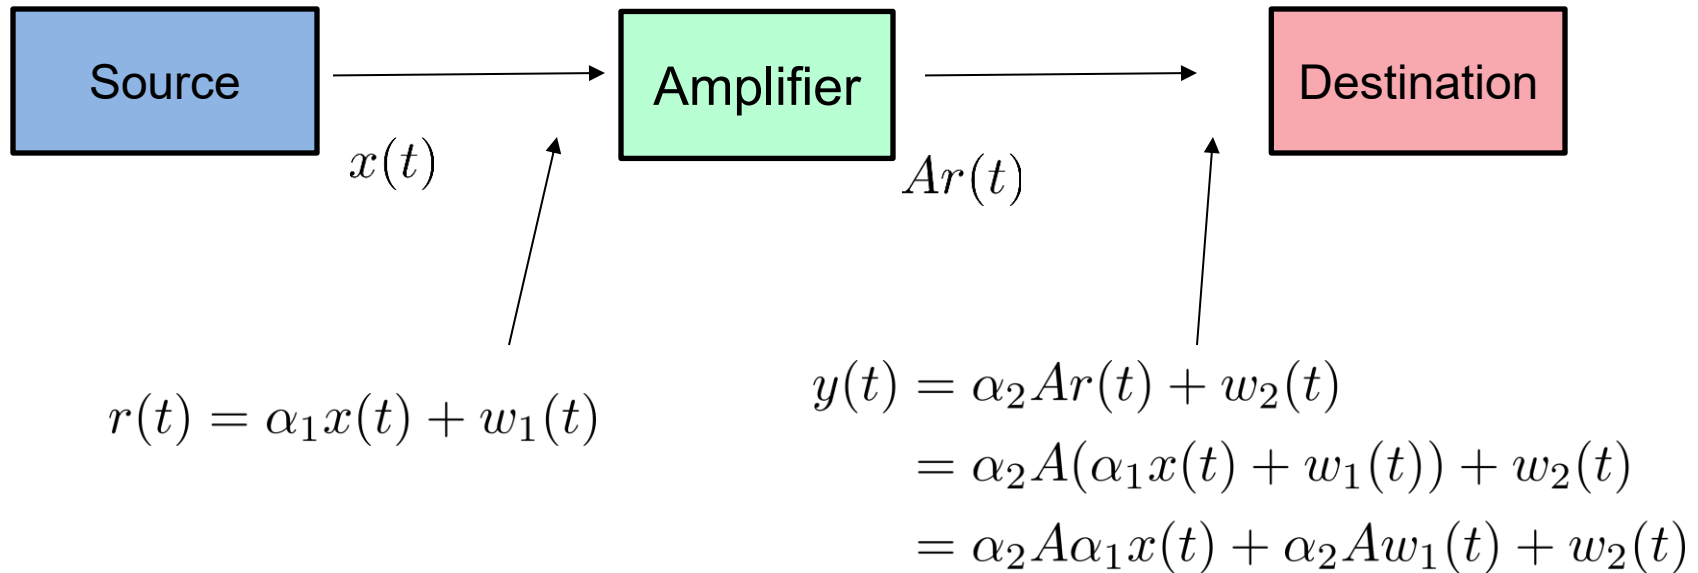 Source
Amplifier
Destination
x(t)
Ar(t)
r(t) = α₁x(t) + w₁(t)
y(t) = α₂Ar(t) + w₂(t)
= α₂A(α₁x(t) + w₁(t)) + w₂(t)
= α₂Aα₁x(t) + α₂Aw₁(t) + w₂(t)